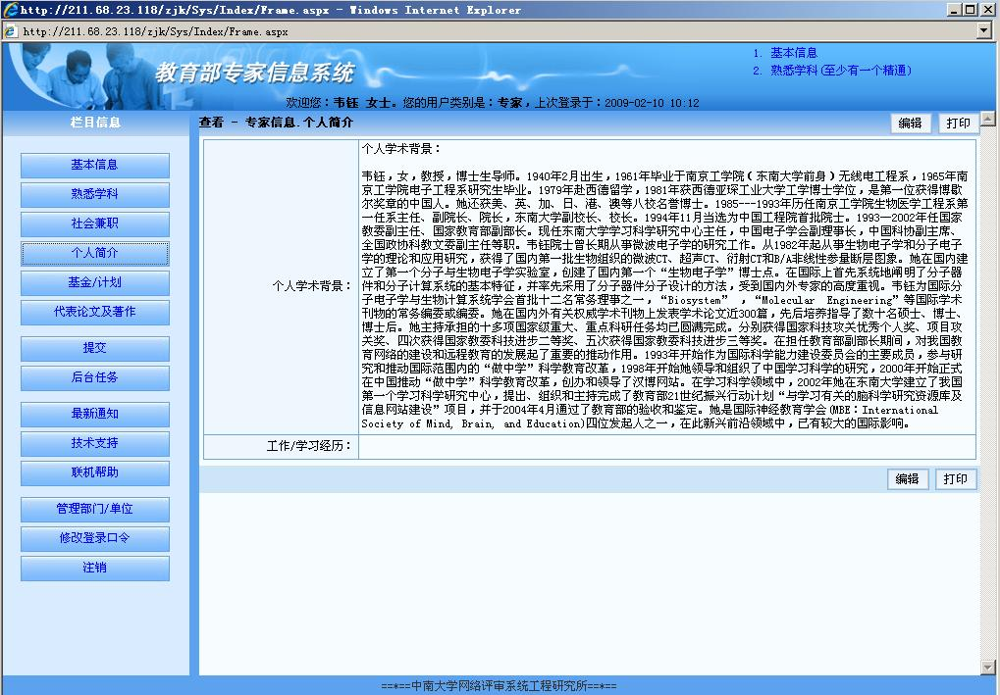 http://211.68.23.118/zjk/Sys/Index/Frame.aspx - Windows Internet Explorer
http://211.68.23.118/zjk/Sys/Index/Frame.aspx
教育部专家信息系统
1. 基本信息
2. 熟悉学科(至少有一个精通)
欢迎您：韦钰 女士。您的用户类别是：专家，上次登录于：2009-02-10 10:12
栏目信息
基本信息
熟悉学科
社会兼职
个人简介
基金/计划
代表论文及著作
提交
后台任务
最新通知
技术支持
联机帮助
管理部门/单位
修改登录口令
注销
查看 - 专家信息.个人简介
编辑
打印
个人学术背景：
个人学术背景：
韦钰，女，教授，博士生导师。1940年2月出生，1961年毕业于南京工学院（东南大学前身）无线电工程系，1965年南
京工学院电子工程系研究生毕业。1979年赴西德留学，1981年获西德亚琛工业大学工学博士学位，是第一位获得博歇
尔奖章的中国人。她还获美、英、加、日、港、澳等八校名誉博士。1985---1993年历任南京工学院生物医学工程系第
一任系主任、副院长、院长，东南大学副校长、校长。1994年11月当选为中国工程院首批院士。1993—2002年任国家
教委副主任、国家教育部副部长。现任东南大学学习科学研究中心主任，中国电子学会副理事长，中国科协副主席、
全国政协科教文委副主任等职。韦钰院士曾长期从事微波电子学的研究工作。从1982年起从事生物电子学和分子电子
学的理论和应用研究，获得了国内第一批生物组织的微波CT、超声CT、衍射CT和B/A非线性参量断层图象。她在国内建
立了第一个分子与生物电子学实验室，创建了国内第一个“生物电子学”博士点。在国际上首先系统地阐明了分子器
件和分子计算系统的基本特征，并率先采用了分子器件分子设计的方法，受到国内外专家的高度重视。韦钰为国际分
子电子学与生物计算系统学会首批十二名常务理事之一，“Biosystem” ，“Molecular  Engineering”等国际学术
刊物的常务编委或编委。她在国内外有关权威学术刊物上发表学术论文近300篇，先后培养指导了数十名硕士、博士、
博士后。她主持承担的十多项国家级重大、重点科研任务均已圆满完成。分别获得国家科技攻关优秀个人奖、项目攻
关奖、四次获得国家教委科技进步二等奖、五次获得国家教委科技进步三等奖。在担任教育部副部长期间，对我国教
育网络的建设和远程教育的发展起了重要的推动作用。1993年开始作为国际科学能力建设委员会的主要成员，参与研
究和推动国际范围内的“做中学”科学教育改革，1998年开始她领导和组织了中国学习科学的研究，2000年开始正式
在中国推动“做中学”科学教育改革，创办和领导了汉博网站。在学习科学领域中，2002年她在东南大学建立了我国
第一个学习科学研究中心，提出、组织和主持完成了教育部21世纪振兴行动计划“与学习有关的脑科学研究资源库及
信息网站建设”项目，并于2004年4月通过了教育部的验收和鉴定。她是国际神经教育学会(MBE：International
Society of Mind, Brain, and Education)四位发起人之一，在此新兴前沿领域中，已有较大的国际影响。
工作/学习经历：
编辑
打印
==*==中南大学网络评审系统工程研究所==*==